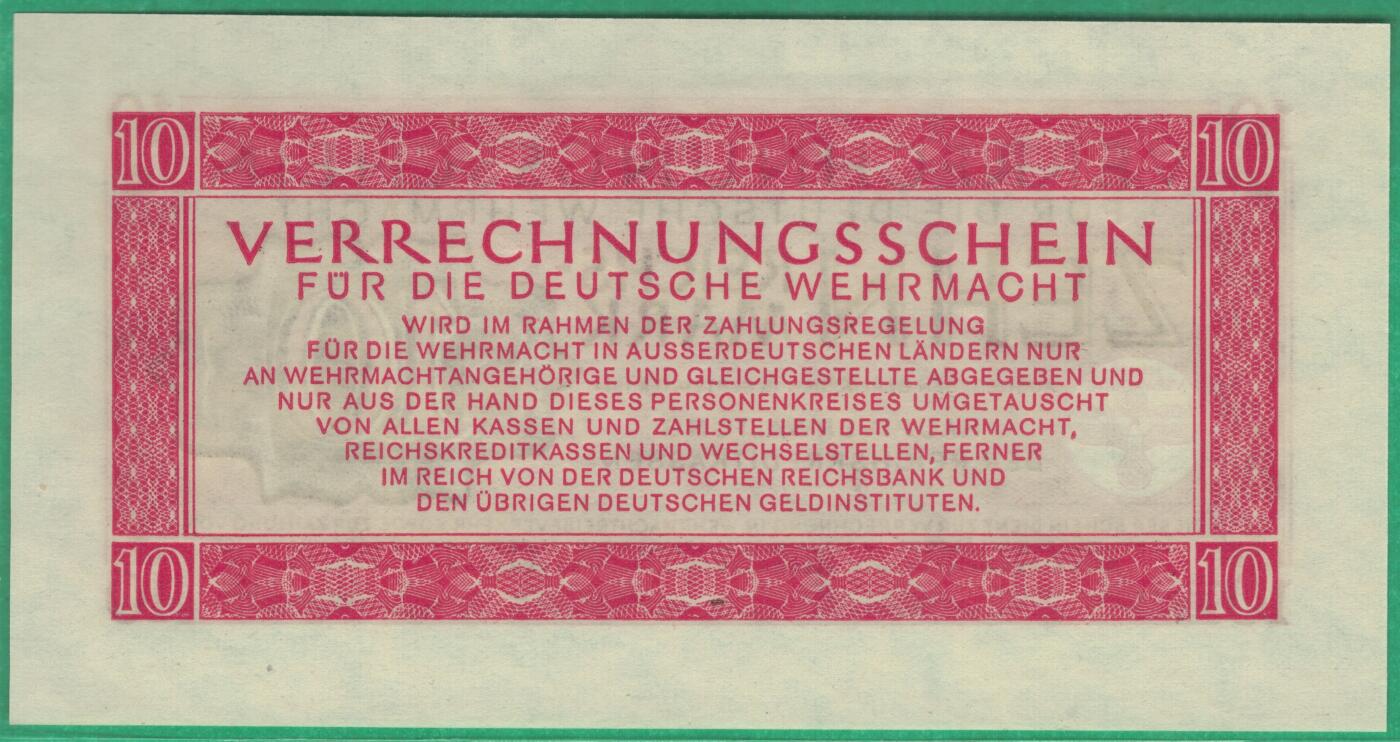 10 10
VERRECHNUNGSSCHEIN
FÜR DIE DEUTSCHE WEHRMACHT
WIRD IM RAHMEN DER ZAHLUNGSREGELUNG
FÜR DIE WEHRMACHT IN AUSSERDEUTSCHEN LÄNDERN NUR
AN WEHRMACHTANGEHÖRIGE UND GLEICHGESTELLTE ABGEGEBEN UND
NUR AUS DER HAND DIESES PERSONENKREISES UMGETAUSCHT
VON ALLEN KASSEN UND ZAHLSTELLEN DER WEHRMACHT,
REICHSKREDITKASSEN UND WECHSELSTELLEN, FERNER
IM REICH VON DER DEUTSCHEN REICHSBANK UND
DEN ÜBRIGEN DEUTSCHEN GELDINSTITUTEN.
10 10